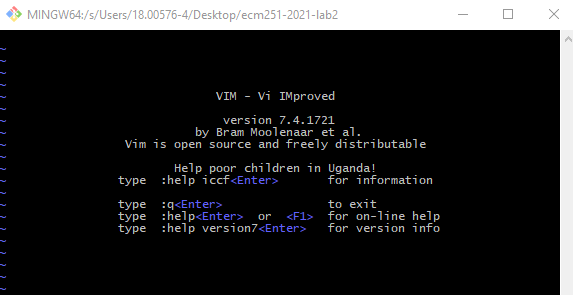 MINGW64:/s/Users/18.00576-4/Desktop/ecm251-2021-lab2
~
~
~
~
~ VIM - Vi IMproved
~
~ version 7.4.1721
~ by Bram Moolenaar et al.
~ Vim is open source and freely distributable
~
~ Help poor children in Uganda!
~ type :help iccf<Enter> for information
~
~ type :q<Enter> to exit
~ type :help<Enter> or <F1> for on-line help
~ type :help version7<Enter> for version info
~
~
~
~
~